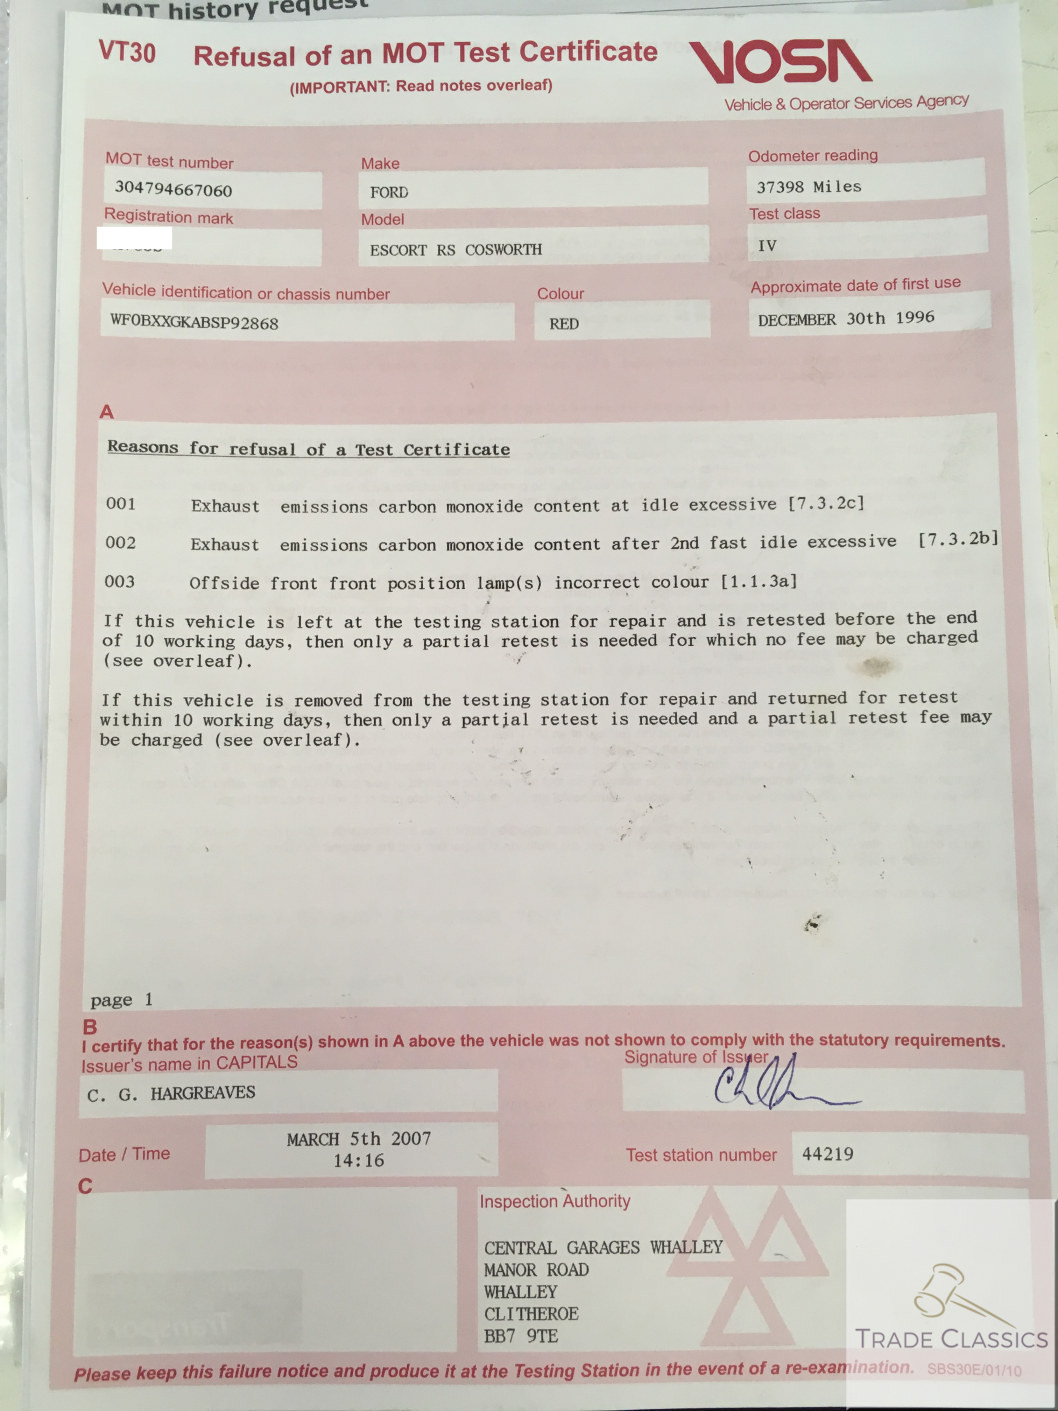 MOT history request
VT30 Refusal of an MOT Test Certificate
(IMPORTANT: Read notes overleaf)
VOSA
Vehicle & Operator Services Agency
MOT test number
304794667060
Make
FORD
Odometer reading
37398 Miles
Registration mark
Model
ESCORT RS COSWORTH
Test class
IV
Vehicle identification or chassis number
WF0BXXGKABSP92868
Colour
RED
Approximate date of first use
DECEMBER 30th 1996
A
Reasons for refusal of a Test Certificate
001 Exhaust emissions carbon monoxide content at idle excessive [7.3.2c]
002 Exhaust emissions carbon monoxide content after 2nd fast idle excessive [7.3.2b]
003 Offside front front position lamp(s) incorrect colour [1.1.3a]
If this vehicle is left at the testing station for repair and is retested before the end
of 10 working days, then only a partial retest is needed for which no fee may be charged
(see overleaf).
If this vehicle is removed from the testing station for repair and returned for retest
within 10 working days, then only a partial retest is needed and a partial retest fee may
be charged (see overleaf).
page 1
B
I certify that for the reason(s) shown in A above the vehicle was not shown to comply with the statutory requirements.
Issuer's name in CAPITALS
C. G. HARGREAVES
Signature of Issuer
Date / Time
MARCH 5th 2007
14:16
Test station number
44219
C
Inspection Authority
CENTRAL GARAGES WHALLEY
MANOR ROAD
WHALLEY
CLITHEROE
BB7 9TE
TRADE CLASSICS
Please keep this failure notice and produce it at the Testing Station in the event of a re-examination. SBS30E/01/10